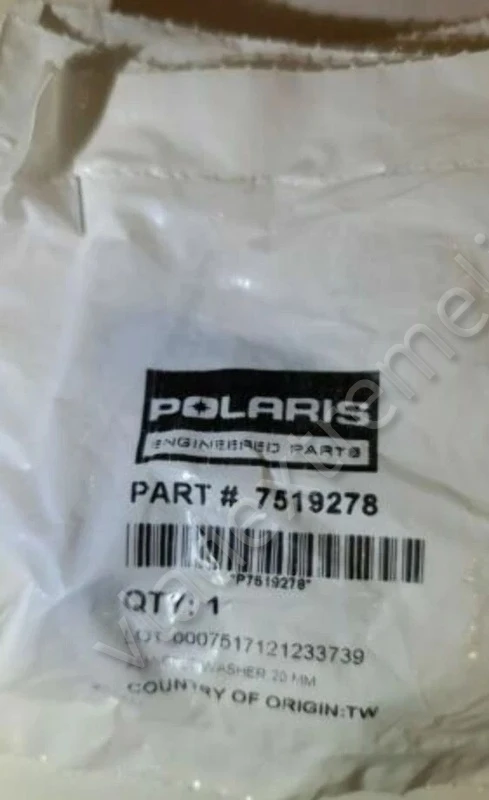 POLARIS
ENGINEERED PARTS
PART # 7519278
*P7519278*
QTY: 1
LOT: 0007517121233739
WASHER, 20 MM
COUNTRY OF ORIGIN:TW